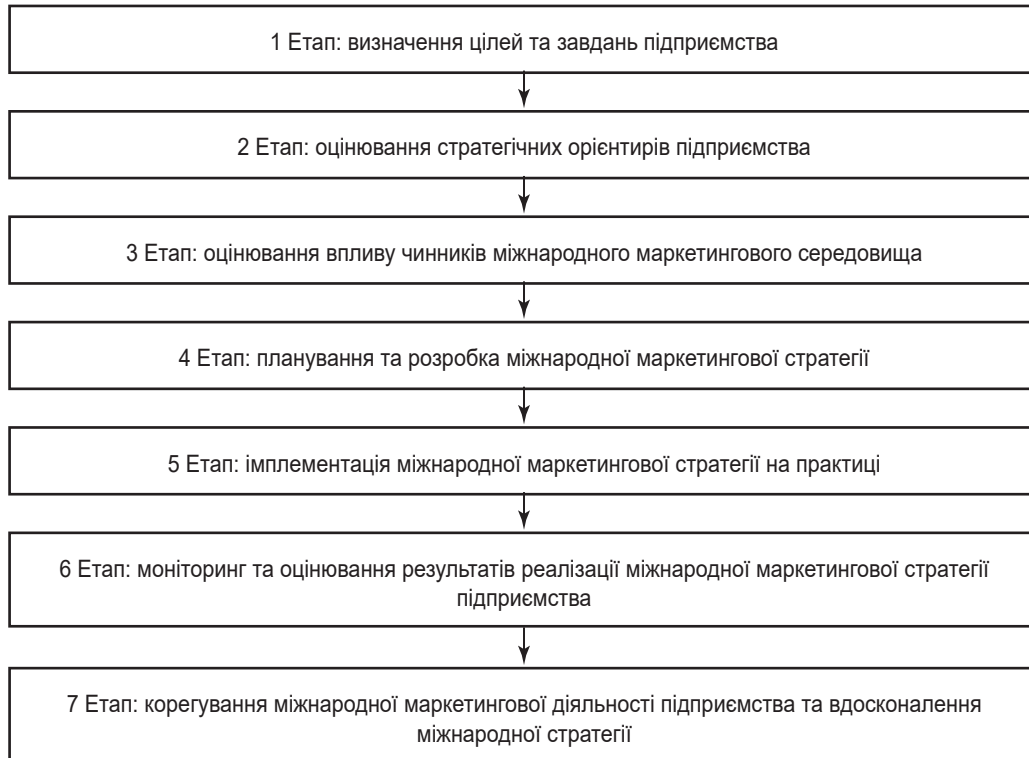 1 Етап: визначення цілей та завдань підприємства
2 Етап: оцінювання стратегічних орієнтирів підприємства
3 Етап: оцінювання впливу чинників міжнародного маркетингового середовища
4 Етап: планування та розробка міжнародної маркетингової стратегії
5 Етап: імплементація міжнародної маркетингової стратегії на практиці
6 Етап: моніторинг та оцінювання результатів реалізації міжнародної маркетингової стратегії
підприємства
7 Етап: корегування міжнародної маркетингової діяльності підприємства та вдосконалення
міжнародної стратегії